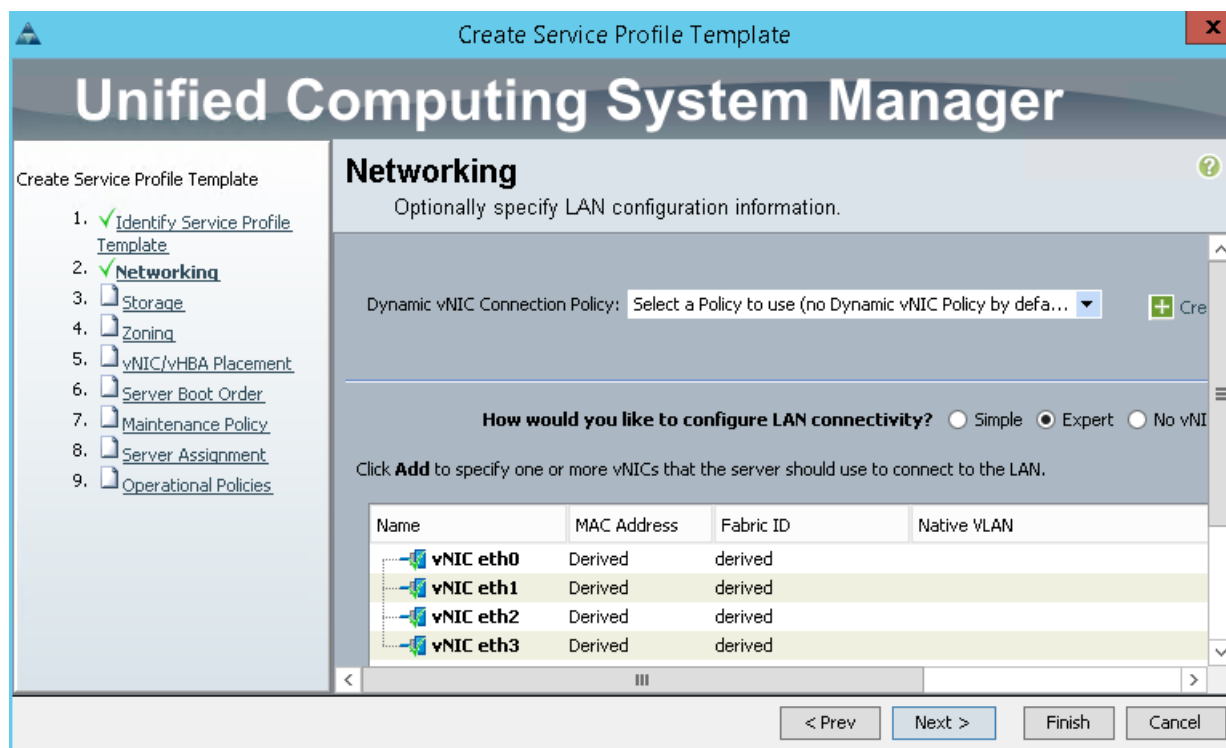 Create Service Profile Template
x
Unified Computing System Manager
Create Service Profile Template
1. Identify Service Profile
Template
2. Networking
3. Storage
4. Zoning
5. vNIC/vHBA Placement
6. Server Boot Order
7. Maintenance Policy
8. Server Assignment
9. Operational Policies
Networking
?
Optionally specify LAN configuration information.
Dynamic vNIC Connection Policy: Select a Policy to use (no Dynamic vNIC Policy by defa... Cre
How would you like to configure LAN connectivity? Simple Expert No vNI
Click Add to specify one or more vNICs that the server should use to connect to the LAN.
Name MAC Address Fabric ID Native VLAN
vNIC eth0 Derived derived
vNIC eth1 Derived derived
vNIC eth2 Derived derived
vNIC eth3 Derived derived
< Prev Next > Finish Cancel